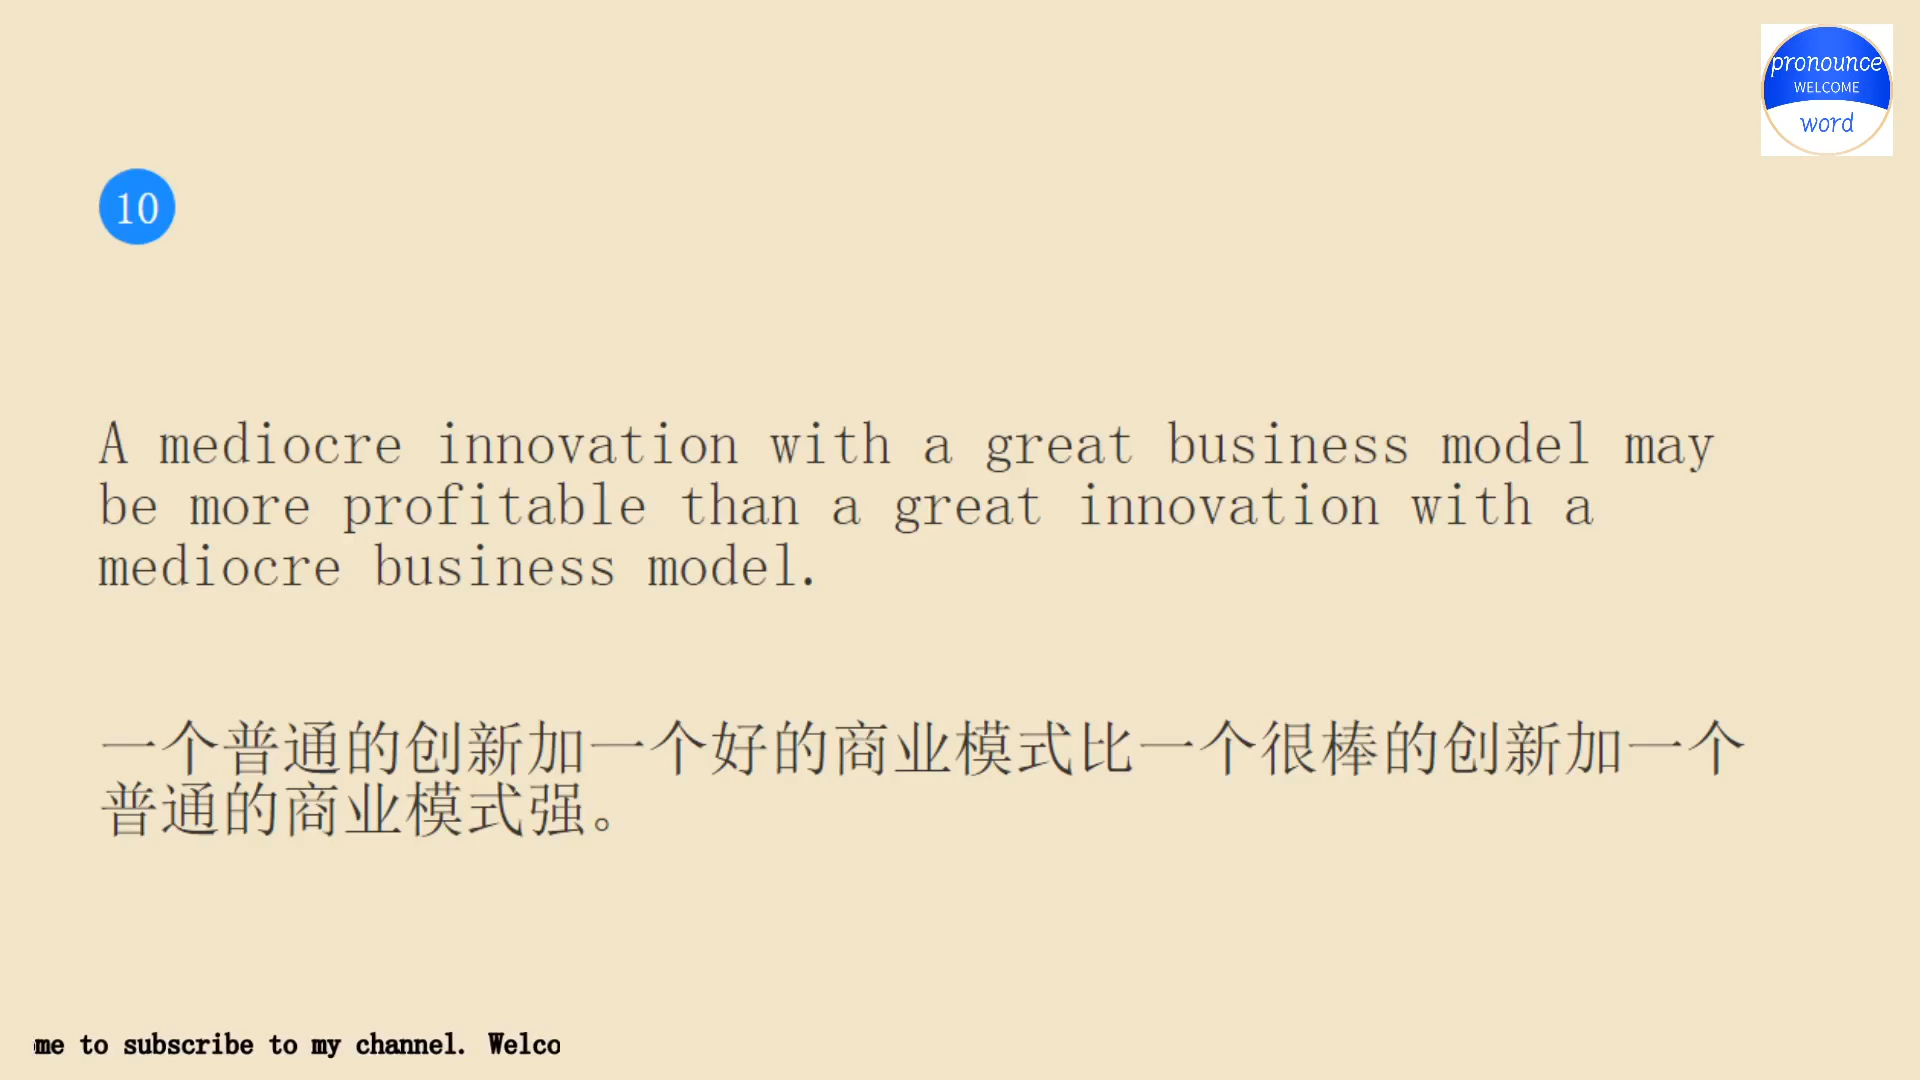 pronounce
WELCOME
word
10
A mediocre innovation with a great business model may
be more profitable than a great innovation with a
mediocre business model.
一个普通的创新加一个好的商业模式比一个很棒的创新加一个
普通的商业模式强。
me to subscribe to my channel. Welco